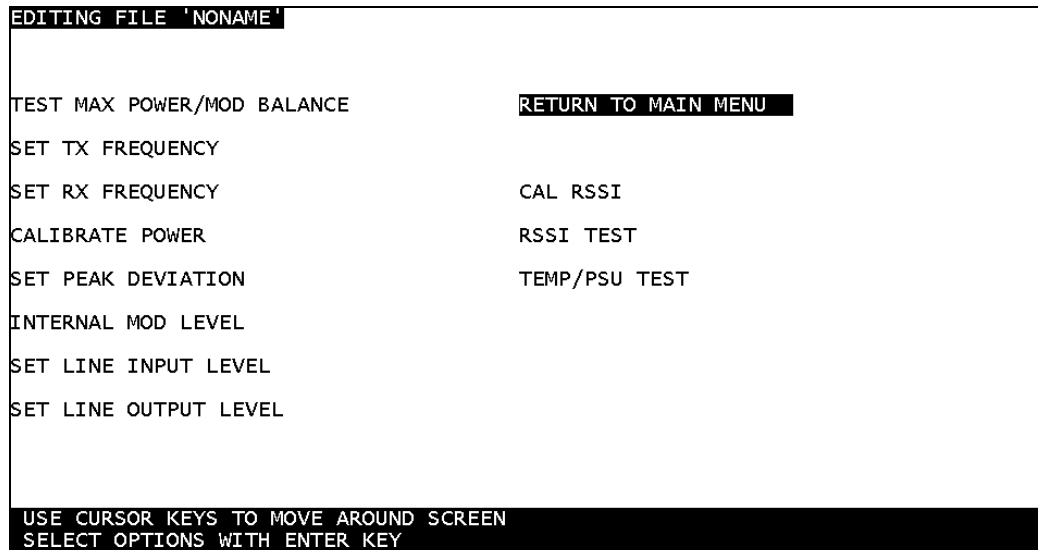 EDITING FILE 'NONAME'
TEST MAX POWER/MOD BALANCE
RETURN TO MAIN MENU
SET TX FREQUENCY
SET RX FREQUENCY
CAL RSSI
CALIBRATE POWER
RSSI TEST
SET PEAK DEVIATION
TEMP/PSU TEST
INTERNAL MOD LEVEL
SET LINE INPUT LEVEL
SET LINE OUTPUT LEVEL
USE CURSOR KEYS TO MOVE AROUND SCREEN
SELECT OPTIONS WITH ENTER KEY